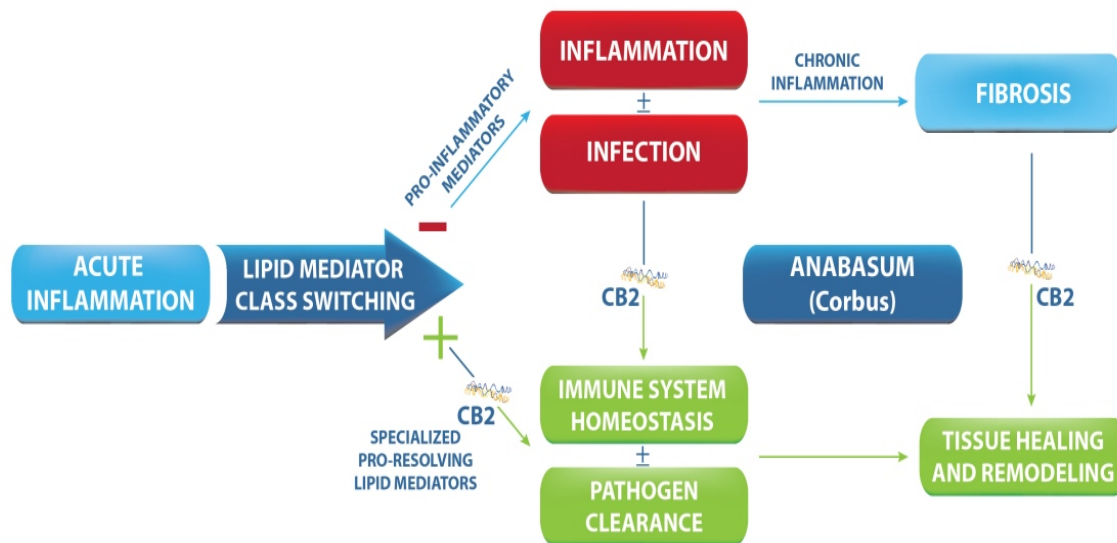 ACUTE
INFLAMMATION
LIPID MEDIATOR
CLASS SWITCHING
PRO-INFLAMMATORY
MEDIATORS
INFLAMMATION
±
INFECTION
CHRONIC
INFLAMMATION
FIBROSIS
CB2
ANABASUM
(Corbus)
CB2
CB2
SPECIALIZED
PRO-RESOLVING
LIPID MEDIATORS
IMMUNE SYSTEM
HOMEOSTASIS
±
PATHOGEN
CLEARANCE
TISSUE HEALING
AND REMODELING